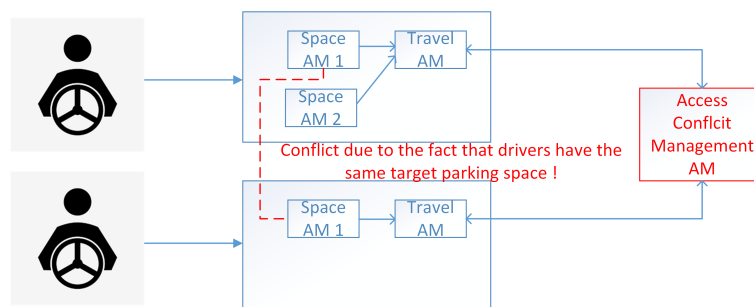 Space
AM 1
Travel
AM
Space
AM 2
Access
Conflcit
Management
AM
Conflict due to the fact that drivers have the
same target parking space !
Space
AM 1
Travel
AM